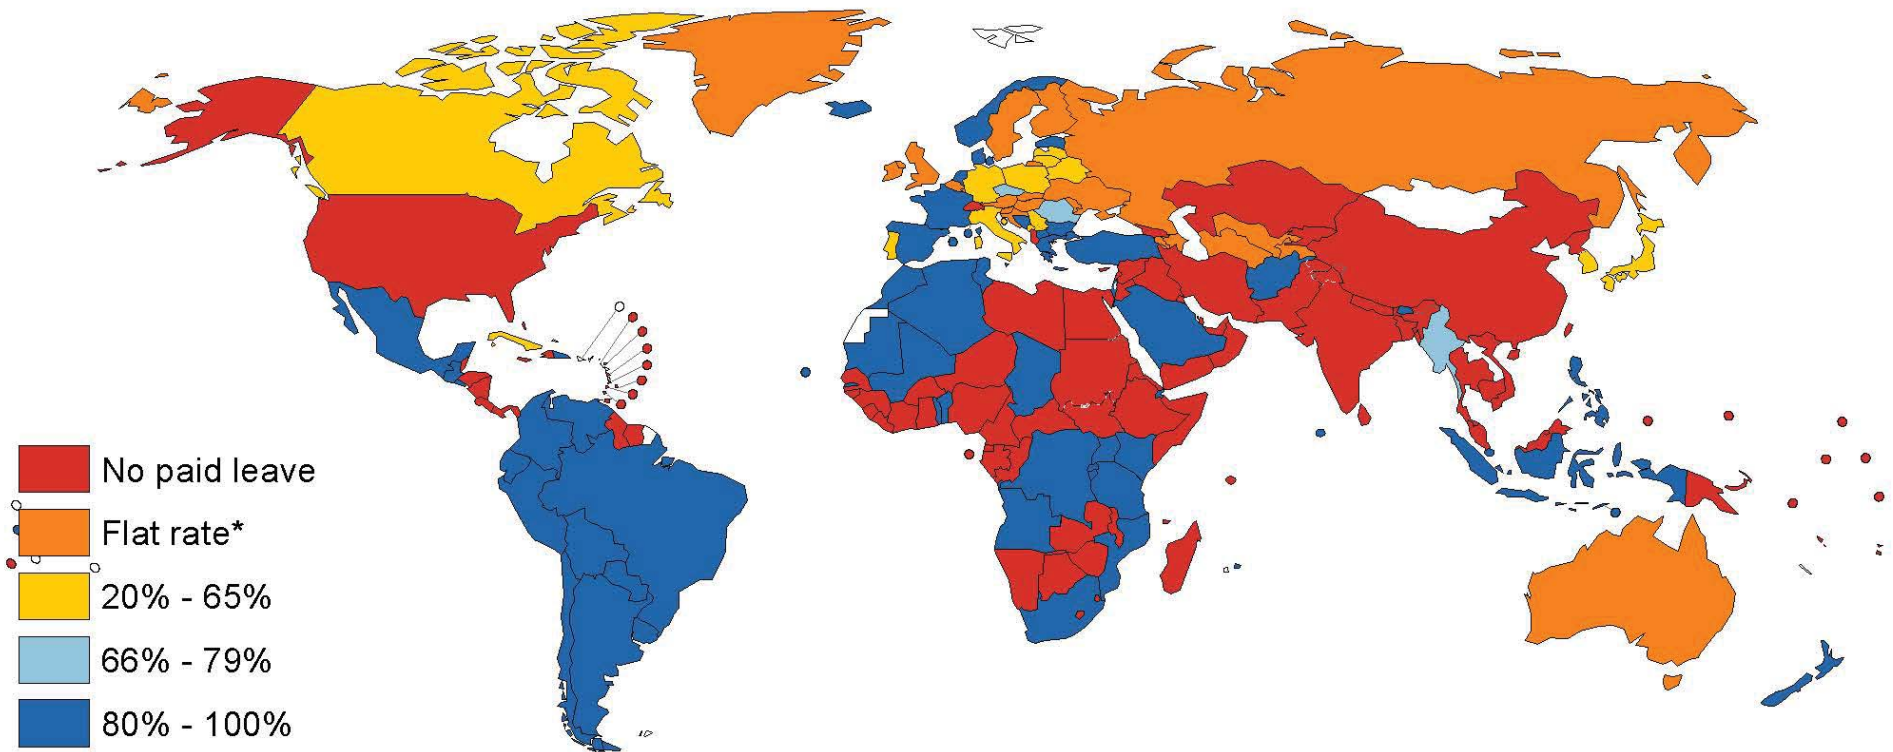 No paid leave
Flat rate*
20% - 65%
66% - 79%
80% - 100%